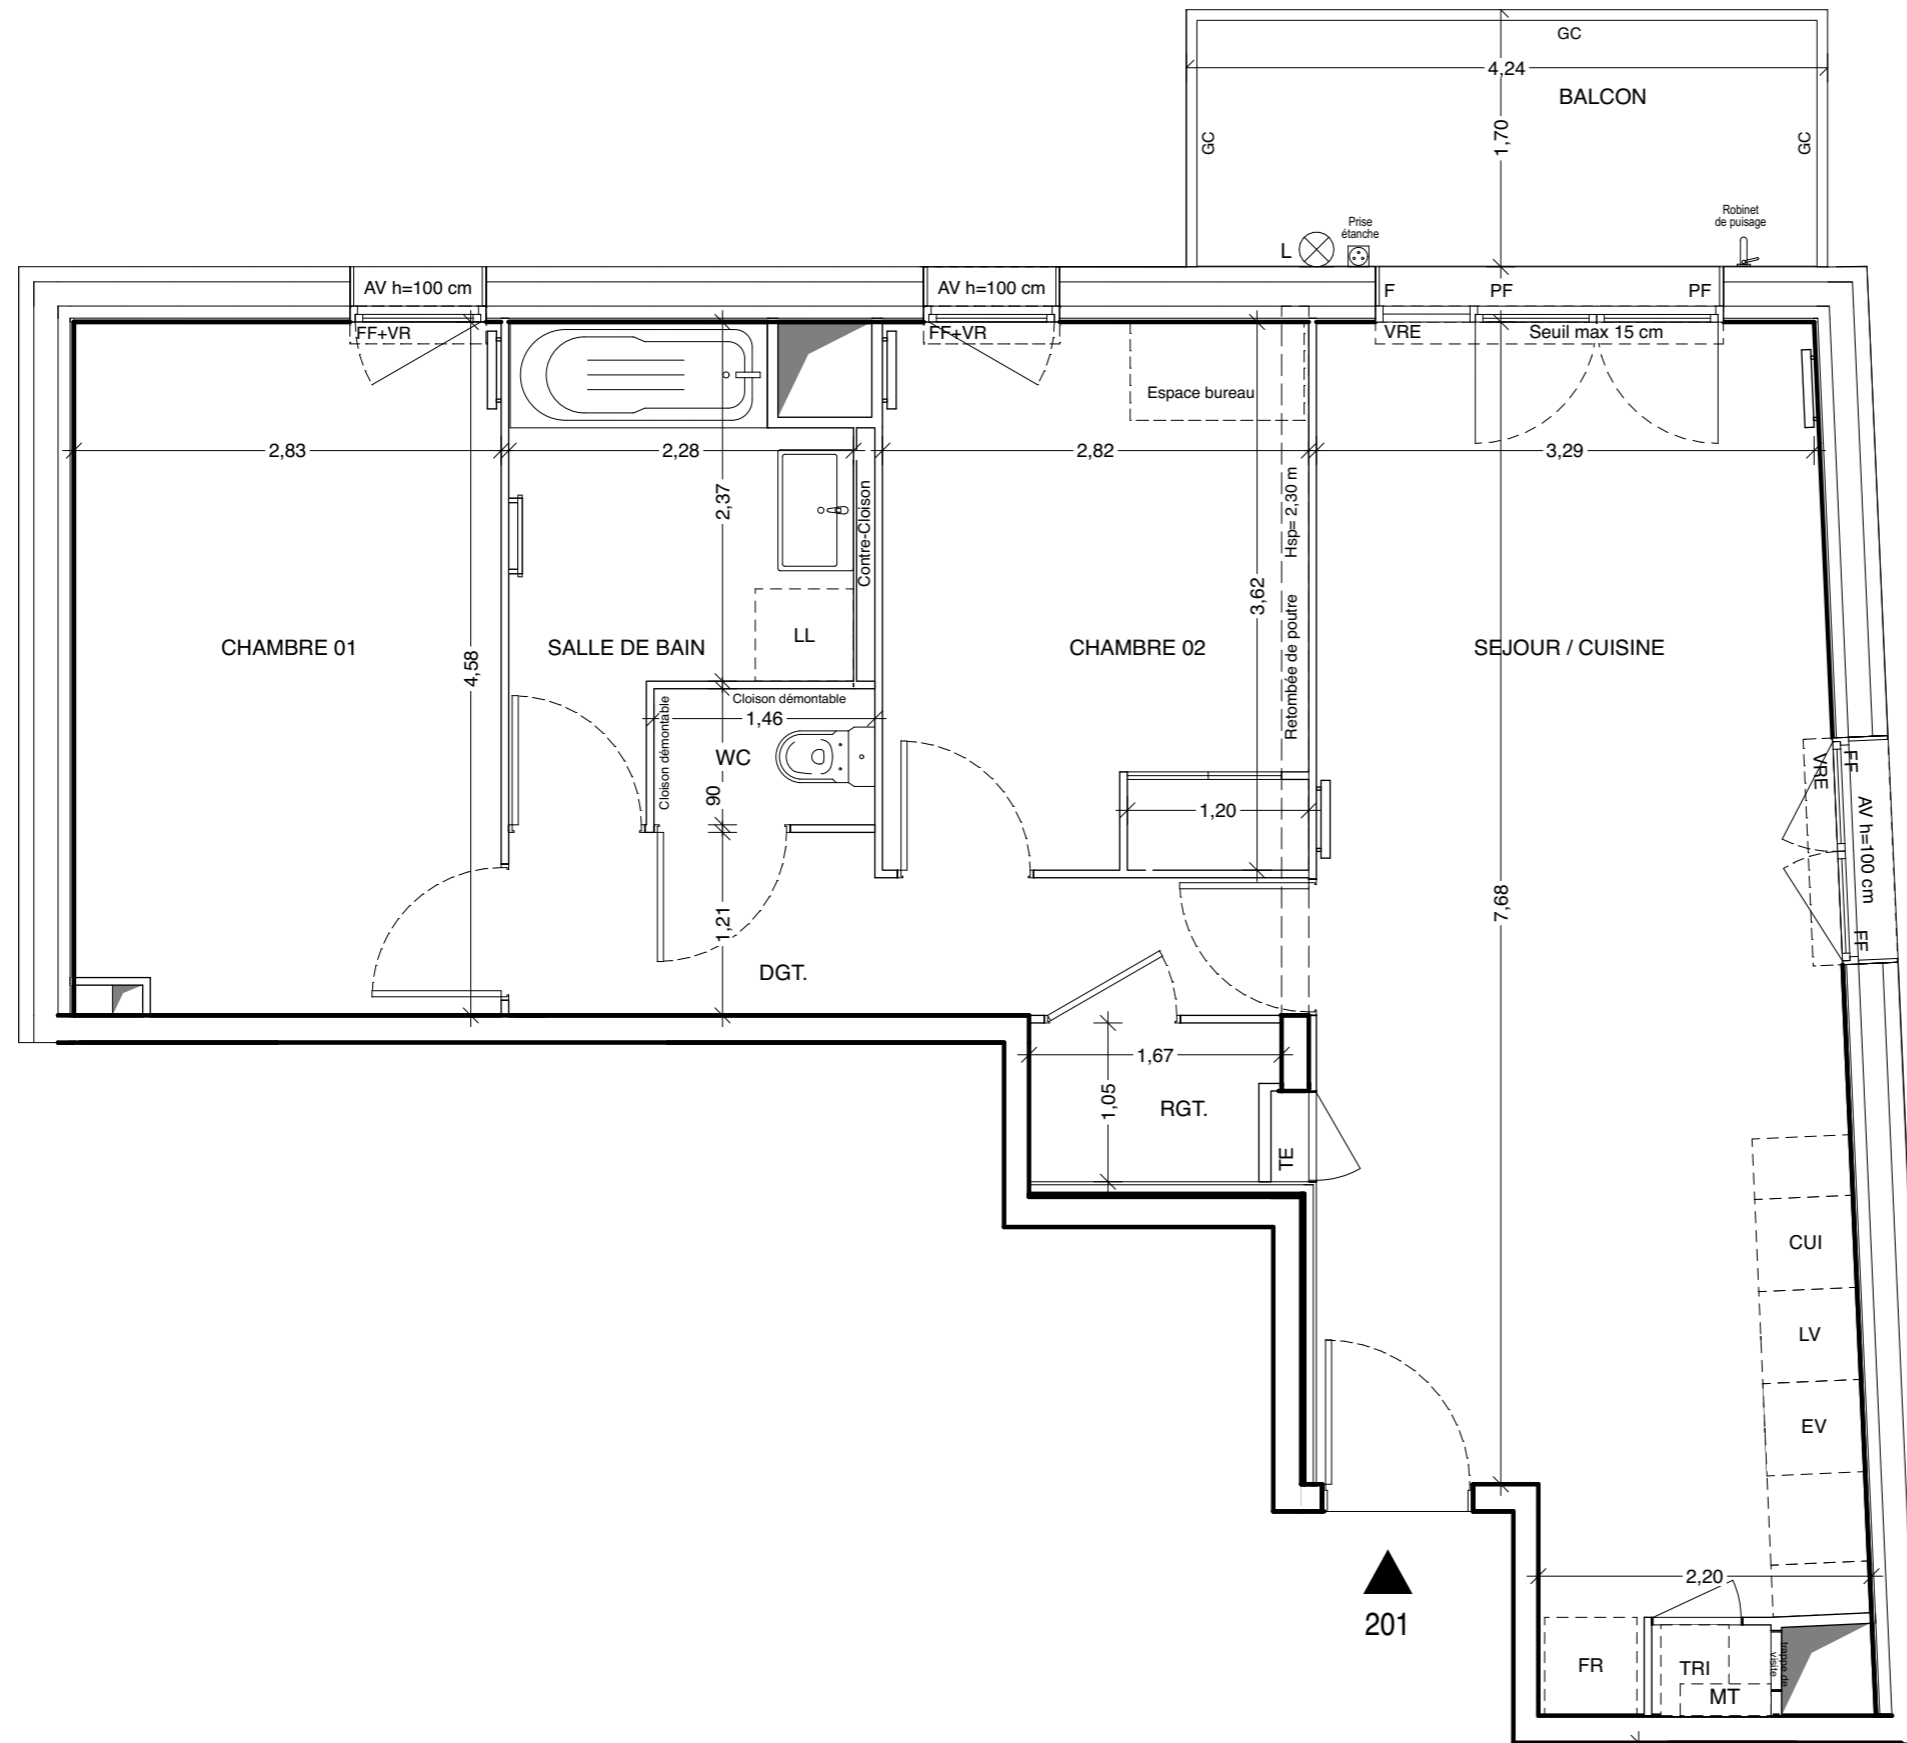 GC
4,24
BALCON
GC
1,70
GC
Robinet
de puisage
Prise
étanche
L
AV h=100 cm
AV h=100 cm
F
PF
PF
FF+VR
FF+VR
VRE
Seuil max 15 cm
Espace bureau
2,83
2,28
2,82
3,29
2,37
Contre-Cloison
Hsp= 2,30 m
Retombée de poutre
3,62
4,58
CHAMBRE 01
SALLE DE BAIN
LL
CHAMBRE 02
SEJOUR / CUISINE
Cloison démontable
Cloison démontable
1,46
WC
90
1,20
VRE
FF
AV h=100 cm
FF
7,68
1,21
DGT.
1,67
1,05
RGT.
TE
CUI
LV
EV
2,20
201
FR
TRI
MT
trappe de
visite